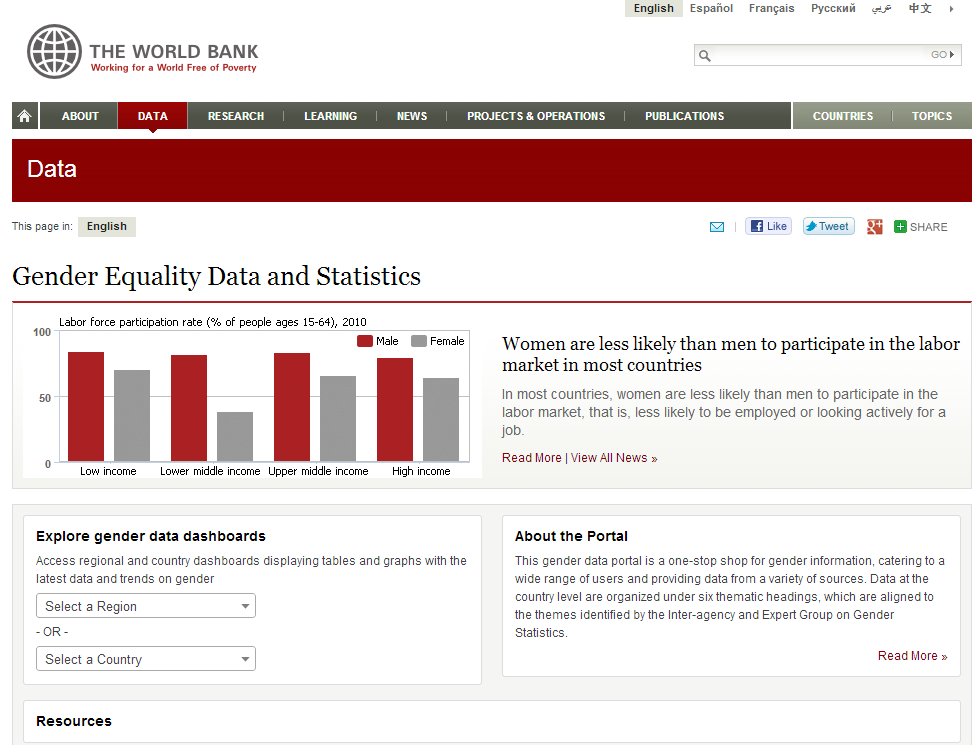 English Español Français Русский عربي 中文
THE WORLD BANK
Working for a World Free of Poverty
GO
ABOUT DATA RESEARCH LEARNING NEWS PROJECTS & OPERATIONS PUBLICATIONS COUNTRIES TOPICS
Data
This page in: English
Like Tweet SHARE
Gender Equality Data and Statistics
Labor force participation rate (% of people ages 15-64), 2010
100
Male Female
50
0
Low income Lower middle income Upper middle income High income
Women are less likely than men to participate in the labor
market in most countries
In most countries, women are less likely than men to participate in the
labor market, that is, less likely to be employed or looking actively for a
job.
Read More | View All News »
Explore gender data dashboards
Access regional and country dashboards displaying tables and graphs with the
latest data and trends on gender
Select a Region
- OR -
Select a Country
About the Portal
This gender data portal is a one-stop shop for gender information, catering to a
wide range of users and providing data from a variety of sources. Data at the
country level are organized under six thematic headings, which are aligned to
the themes identified by the Inter-agency and Expert Group on Gender
Statistics.
Read More »
Resources